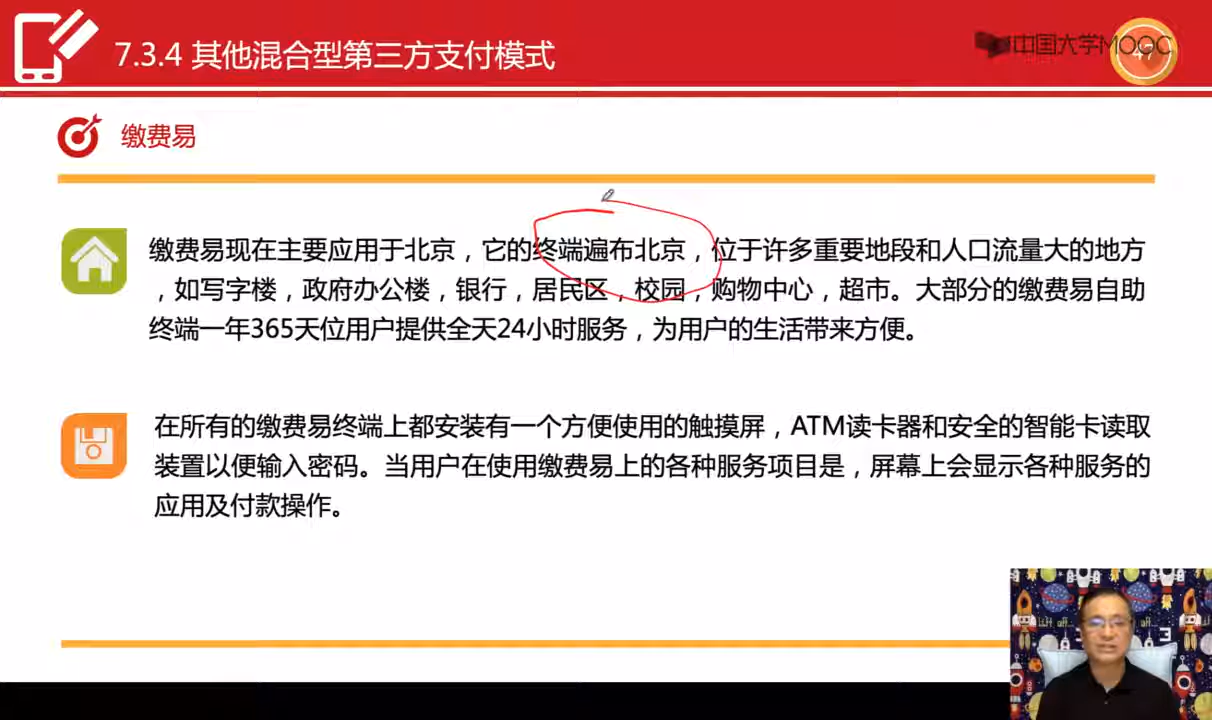 7.3.4 其他混合型第三方支付模式
中国大学MOOC
47
缴费易
缴费易现在主要应用于北京，它的终端遍布北京，位于许多重要地段和人口流量大的地方
，如写字楼，政府办公楼，银行，居民区，校园，购物中心，超市。大部分的缴费易自助
终端一年365天位用户提供全天24小时服务，为用户的生活带来方便。
在所有的缴费易终端上都安装有一个方便使用的触摸屏，ATM读卡器和安全的智能卡读取
装置以便输入密码。当用户在使用缴费易上的各种服务项目是，屏幕上会显示各种服务的
应用及付款操作。